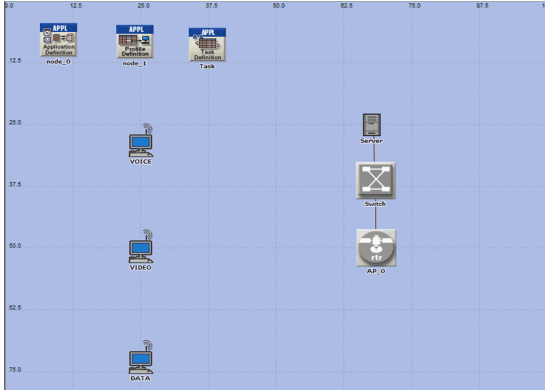 0.0 12.5 25.0 37.5 50.0 62.5 75.0 87.5
APPL APPL APPL
Application
Definition
Profile
Definition
Task
Definition
node_0 node_1 Task
12.5
25.0
Server
VOICE
37.5
Switch
50.0
VIDEO
rtr
AP_0
62.5
75.0
DATA